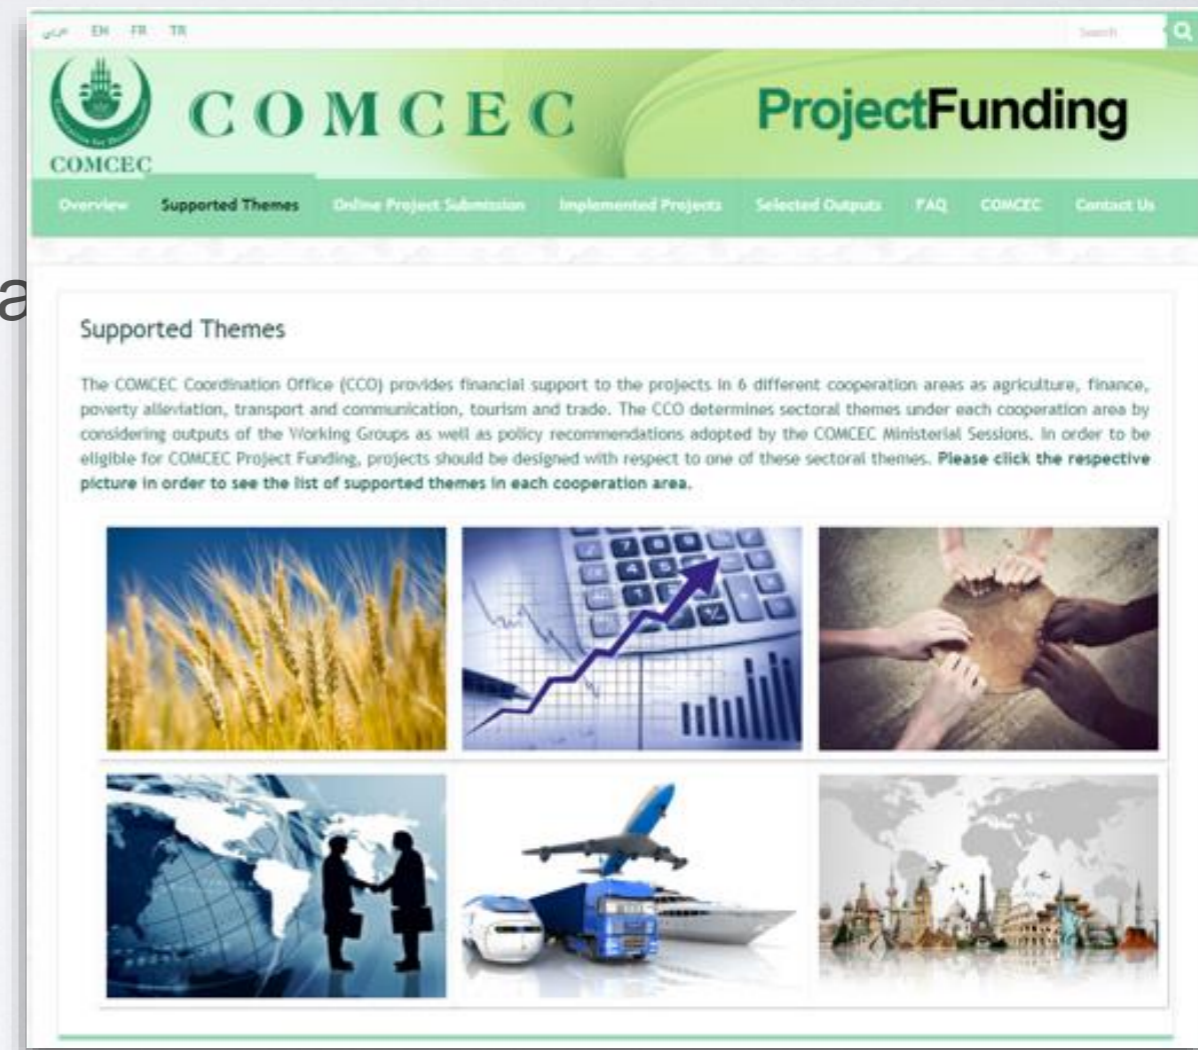 عربي EN FR TR
Search
COMCEC
COMCEC
ProjectFunding
Overview Supported Themes Online Project Submission Implemented Projects Selected Outputs FAQ COMCEC Contact Us
a
Supported Themes
The COMCEC Coordination Office (CCO) provides financial support to the projects in 6 different cooperation areas as agriculture, finance,
poverty alleviation, transport and communication, tourism and trade. The CCO determines sectoral themes under each cooperation area by
considering outputs of the Working Groups as well as policy recommendations adopted by the COMCEC Ministerial Sessions. In order to be
eligible for COMCEC Project Funding, projects should be designed with respect to one of these sectoral themes. Please click the respective
picture in order to see the list of supported themes in each cooperation area.